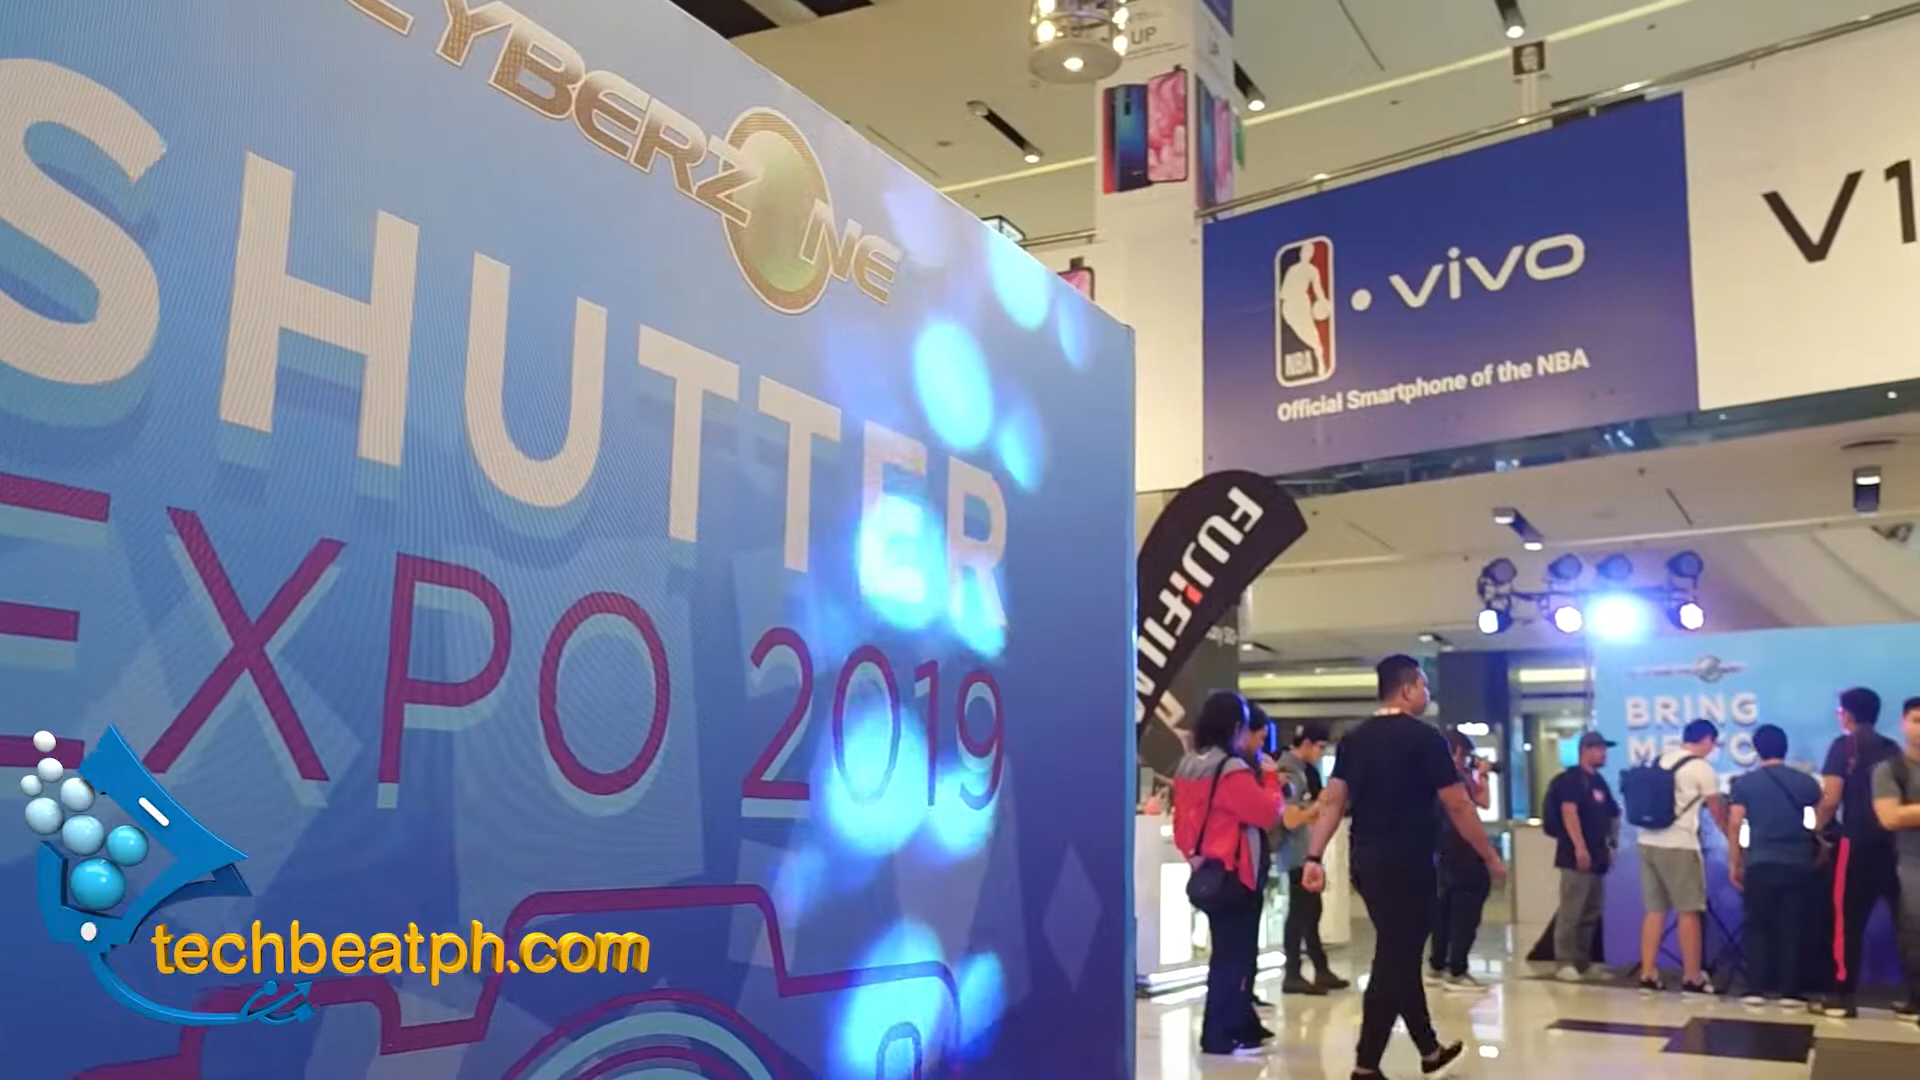 CYBERZONE
SHUTTER
EXPO 2019
techbeatph.com
UP
NBA
vivo
Official Smartphone of the NBA
V1
FUJIFILM
BRING